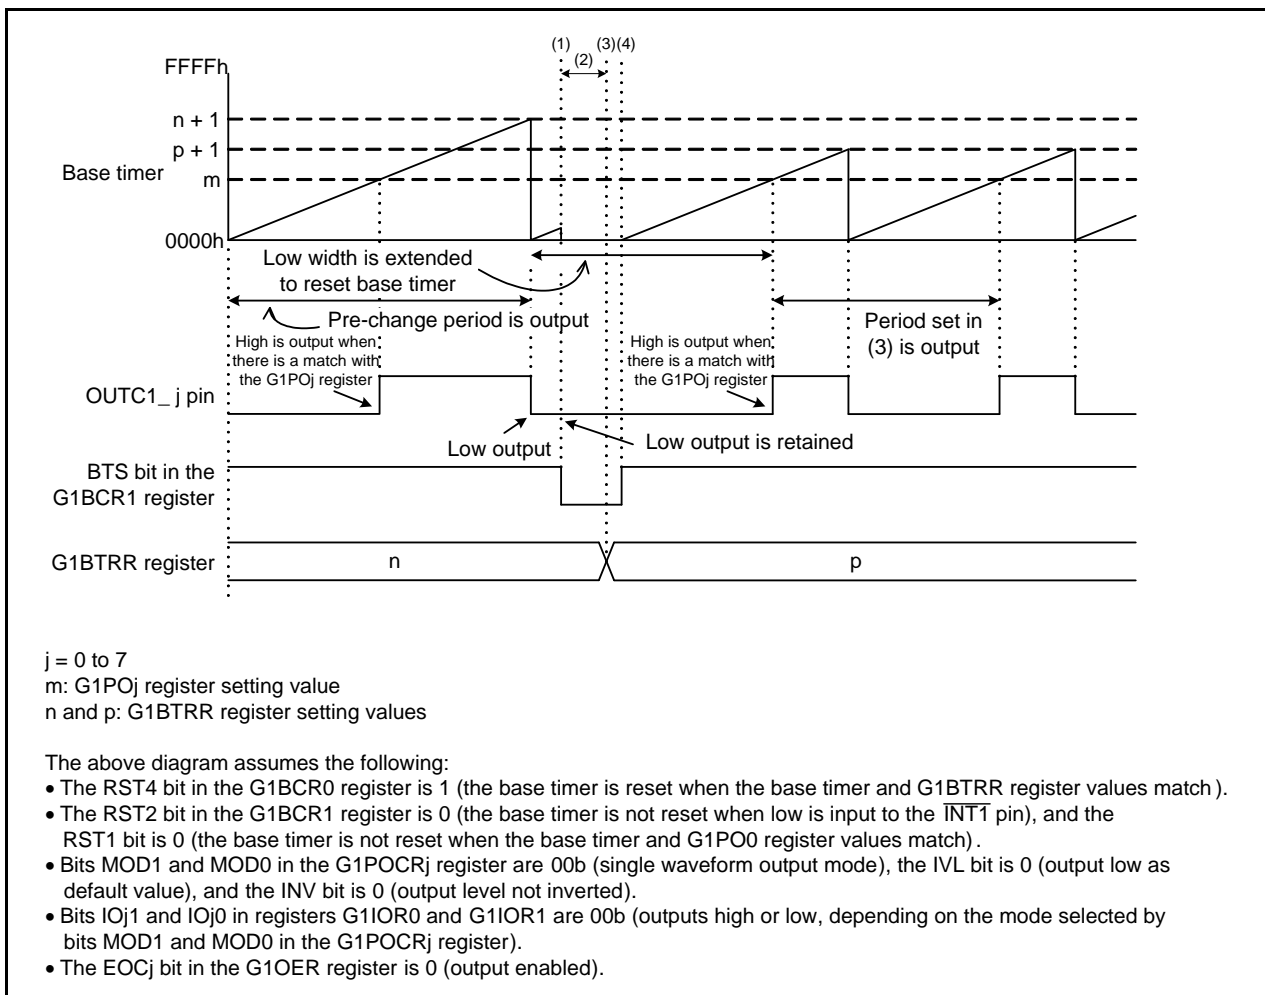 (1)
(3)
(4)
(2)
FFFFh
n + 1
p + 1
Base timer
m
0000h
Low width is extended
to reset base timer
Pre-change period is output
Period set in
(3) is output
High is output when
there is a match with
the G1POj register
High is output when
there is a match with
the G1POj register
OUTC1_ j pin
Low output
Low output is retained
BTS bit in the
G1BCR1 register
G1BTRR register
n
p
j = 0 to 7
m: G1POj register setting value
n and p: G1BTRR register setting values
The above diagram assumes the following:
• The RST4 bit in the G1BCR0 register is 1 (the base timer is reset when the base timer and G1BTRR register values match).
• The RST2 bit in the G1BCR1 register is 0 (the base timer is not reset when low is input to the INT1 pin), and the
RST1 bit is 0 (the base timer is not reset when the base timer and G1PO0 register values match).
• Bits MOD1 and MOD0 in the G1POCRj register are 00b (single waveform output mode), the IVL bit is 0 (output low as
default value), and the INV bit is 0 (output level not inverted).
• Bits IOj1 and IOj0 in registers G1IOR0 and G1IOR1 are 00b (outputs high or low, depending on the mode selected by
bits MOD1 and MOD0 in the G1POCRj register).
• The EOCj bit in the G1OER register is 0 (output enabled).